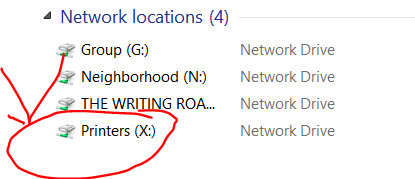 Network locations (4)
Group (G:) Network Drive
Neighborhood (N:) Network Drive
THE WRITING ROA... Network Drive
Printers (X:) Network Drive